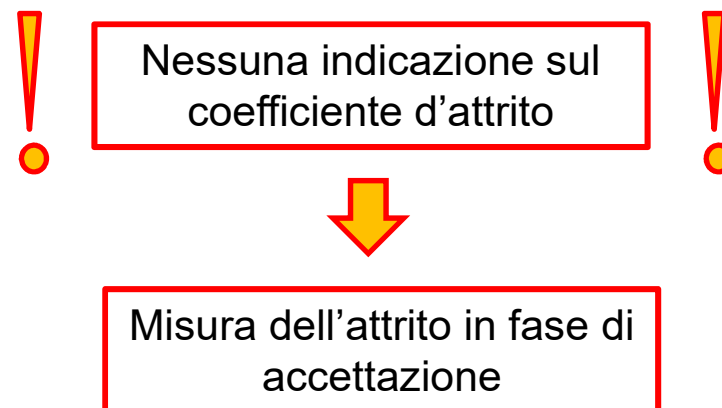 Nessuna indicazione sul
coefficiente d'attrito
Misura dell'attrito in fase di
accettazione